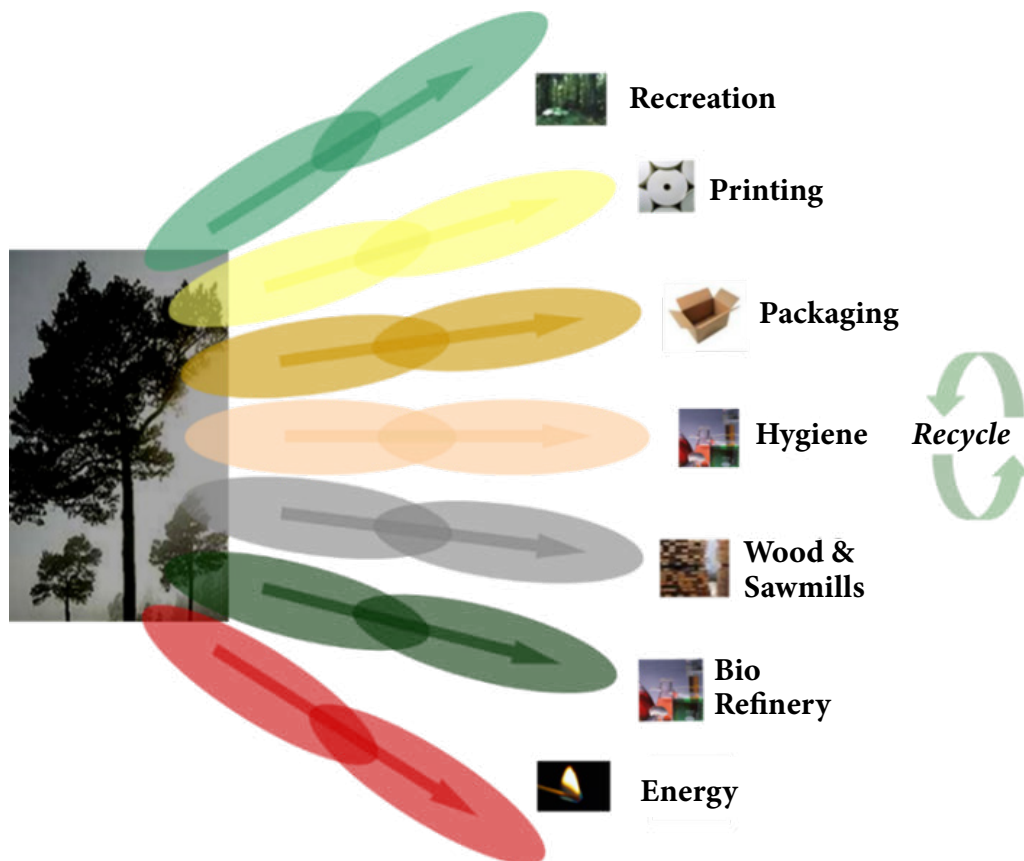 Recreation
Printing
Packaging
Hygiene
Recycle
Wood &
Sawmills
Bio
Refinery
Energy